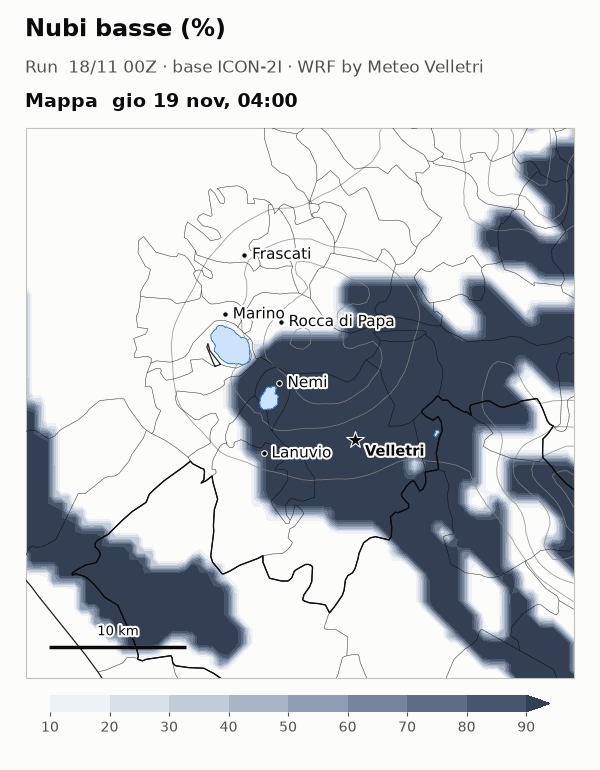 Nubi basse (%)
Run  18/11 00Z · base ICON-2I · WRF by Meteo Velletri
Mappa  gio 19 nov, 04:00
Frascati
Marino
Rocca di Papa
Nemi
Velletri
Lanuvio
10 km
10 20 30 40 50 60 70 80 90